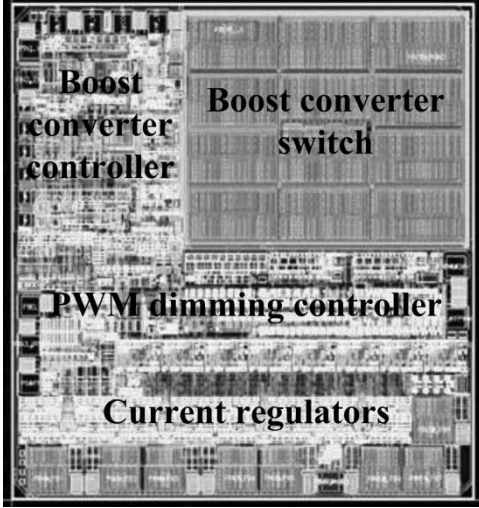 Boost
converter
controller
Boost converter
switch
PWM dimming controller
Current regulators